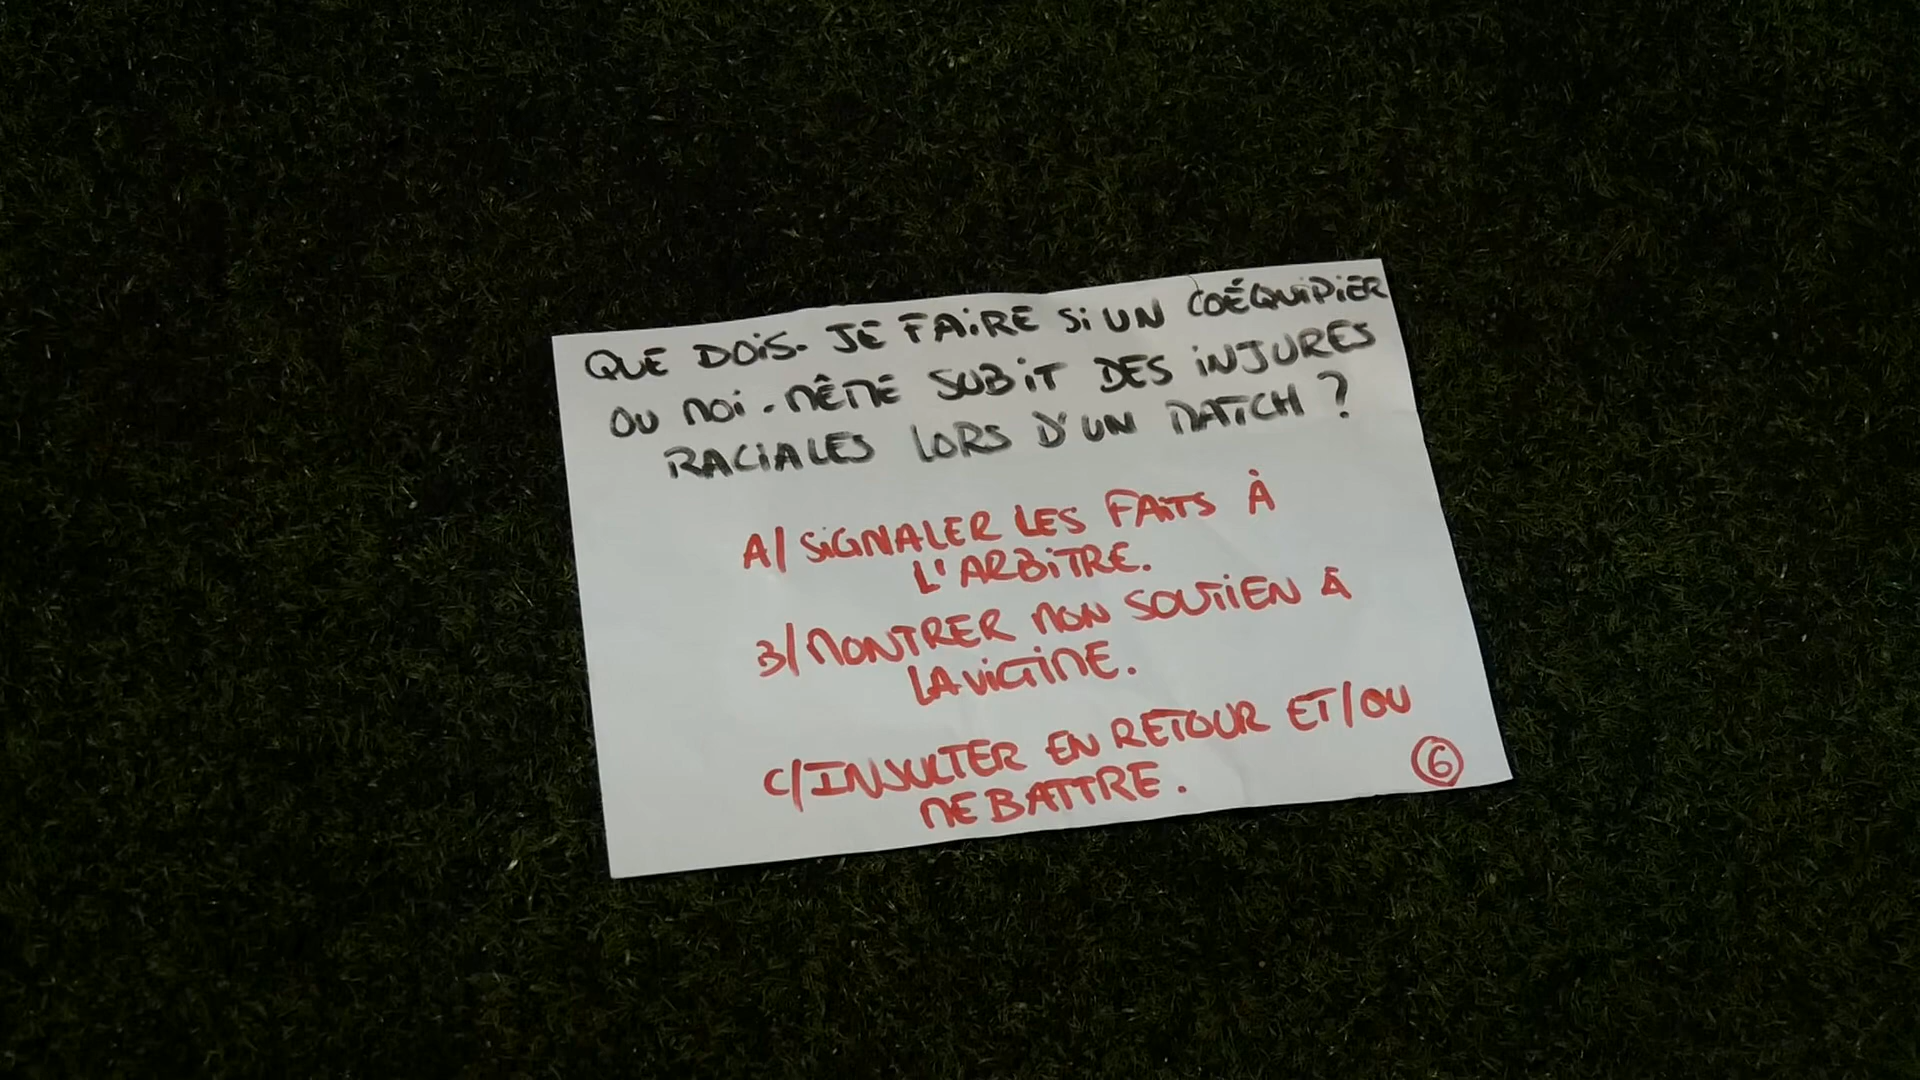 QUE DOIS-JE FAIRE SI UN COÉQUIPIER
OU MOI-MÊME SUBIT DES INJURES
RACIALES LORS D'UN MATCH ?
A/ SIGNALER LES FAITS À
L'ARBITRE.
B/ MONTRER MON SOUTIEN À
LA VICTIME.
C/ INSULTER EN RETOUR ET/OU
ME BATTRE.
6